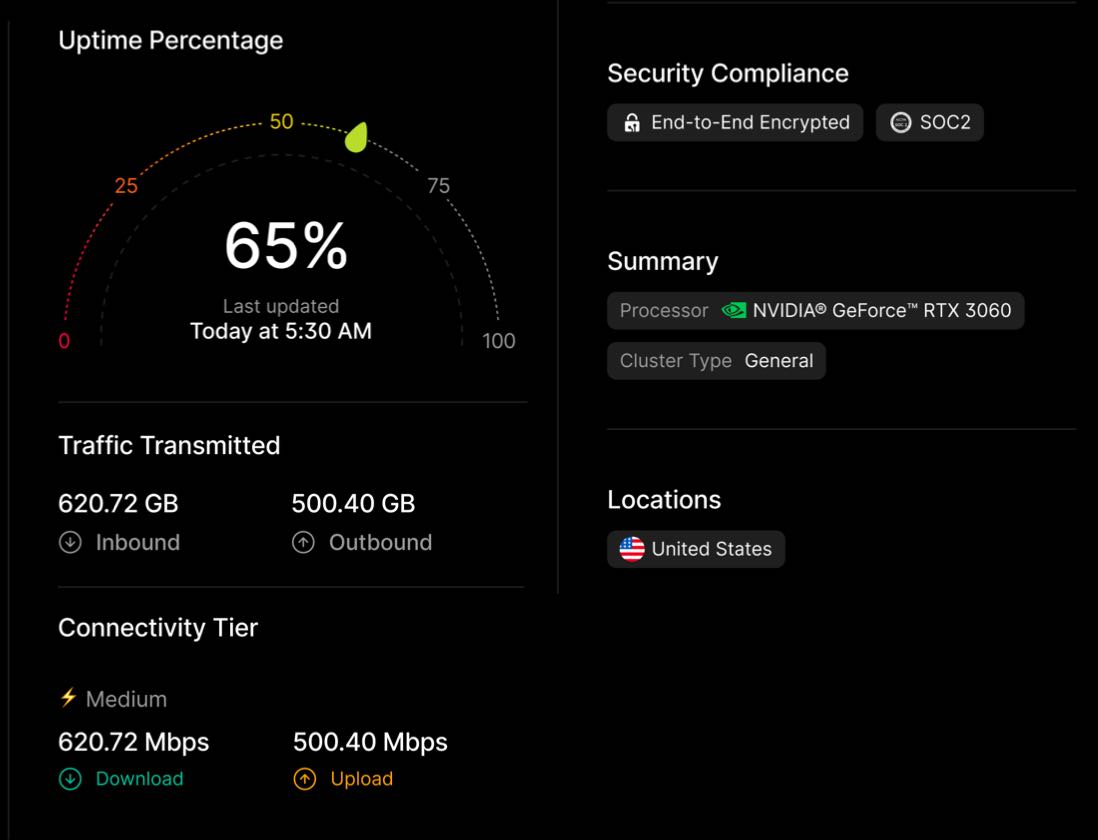 Uptime Percentage
50
25
75
65%
Last updated
Today at 5:30 AM
0
100
Traffic Transmitted
620.72 GB
500.40 GB
Inbound
Outbound
Connectivity Tier
Medium
620.72 Mbps
500.40 Mbps
Download
Upload
Security Compliance
End-to-End Encrypted
SOC2
Summary
Processor NVIDIA® GeForce™ RTX 3060
Cluster Type General
Locations
United States